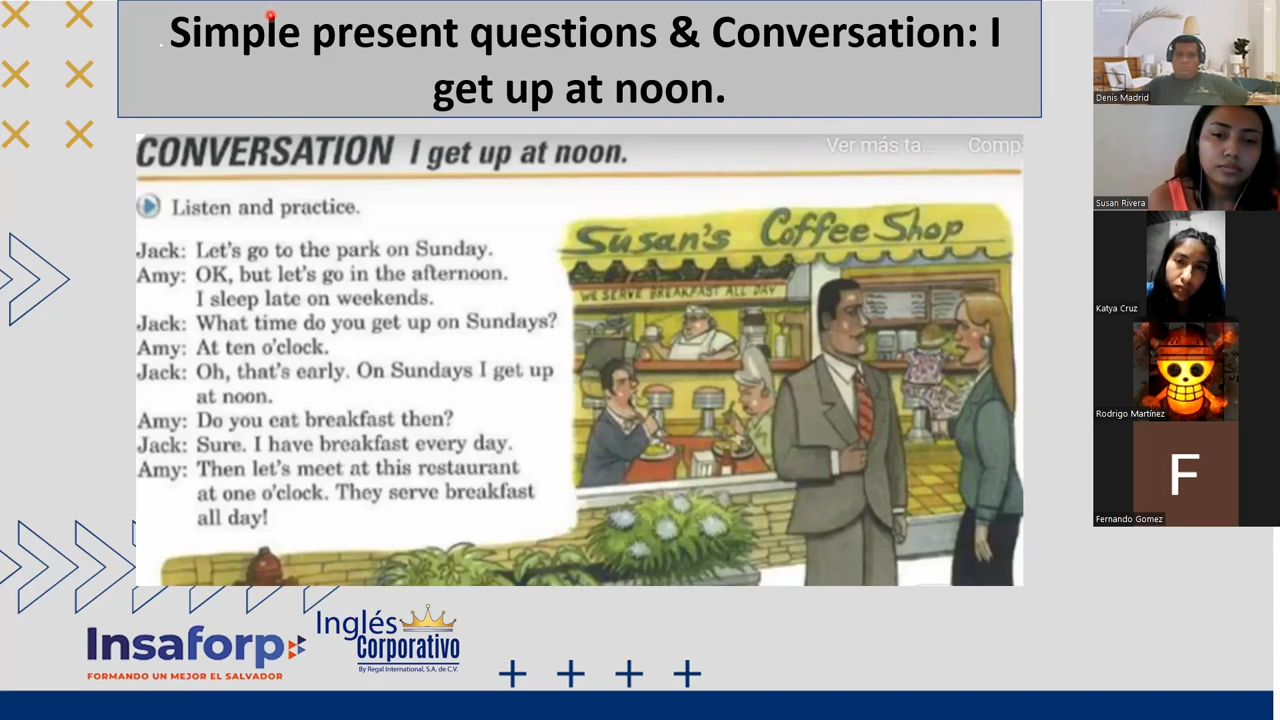 Simple present questions & Conversation: I
get up at noon.
CONVERSATION I get up at noon.
Ver más ta... Comp
Listen and practice.
Jack: Let's go to the park on Sunday.
Amy: OK, but let's go in the afternoon.
I sleep late on weekends.
Jack: What time do you get up on Sundays?
Amy: At ten o'clock.
Jack: Oh, that's early. On Sundays I get up
at noon.
Amy: Do you eat breakfast then?
Jack: Sure. I have breakfast every day.
Amy: Then let's meet at this restaurant
at one o'clock. They serve breakfast
all day!
Susan's Coffee Shop
WE SERVE BREAKFAST ALL DAY
Insaforp
FORMANDO UN MEJOR EL SALVADOR
Inglés
Corporativo
By Regal International, S.A. de C.V.
Denis Madrid
Susan Rivera
Katya Cruz
Rodrigo Martínez
F
Fernando Gomez